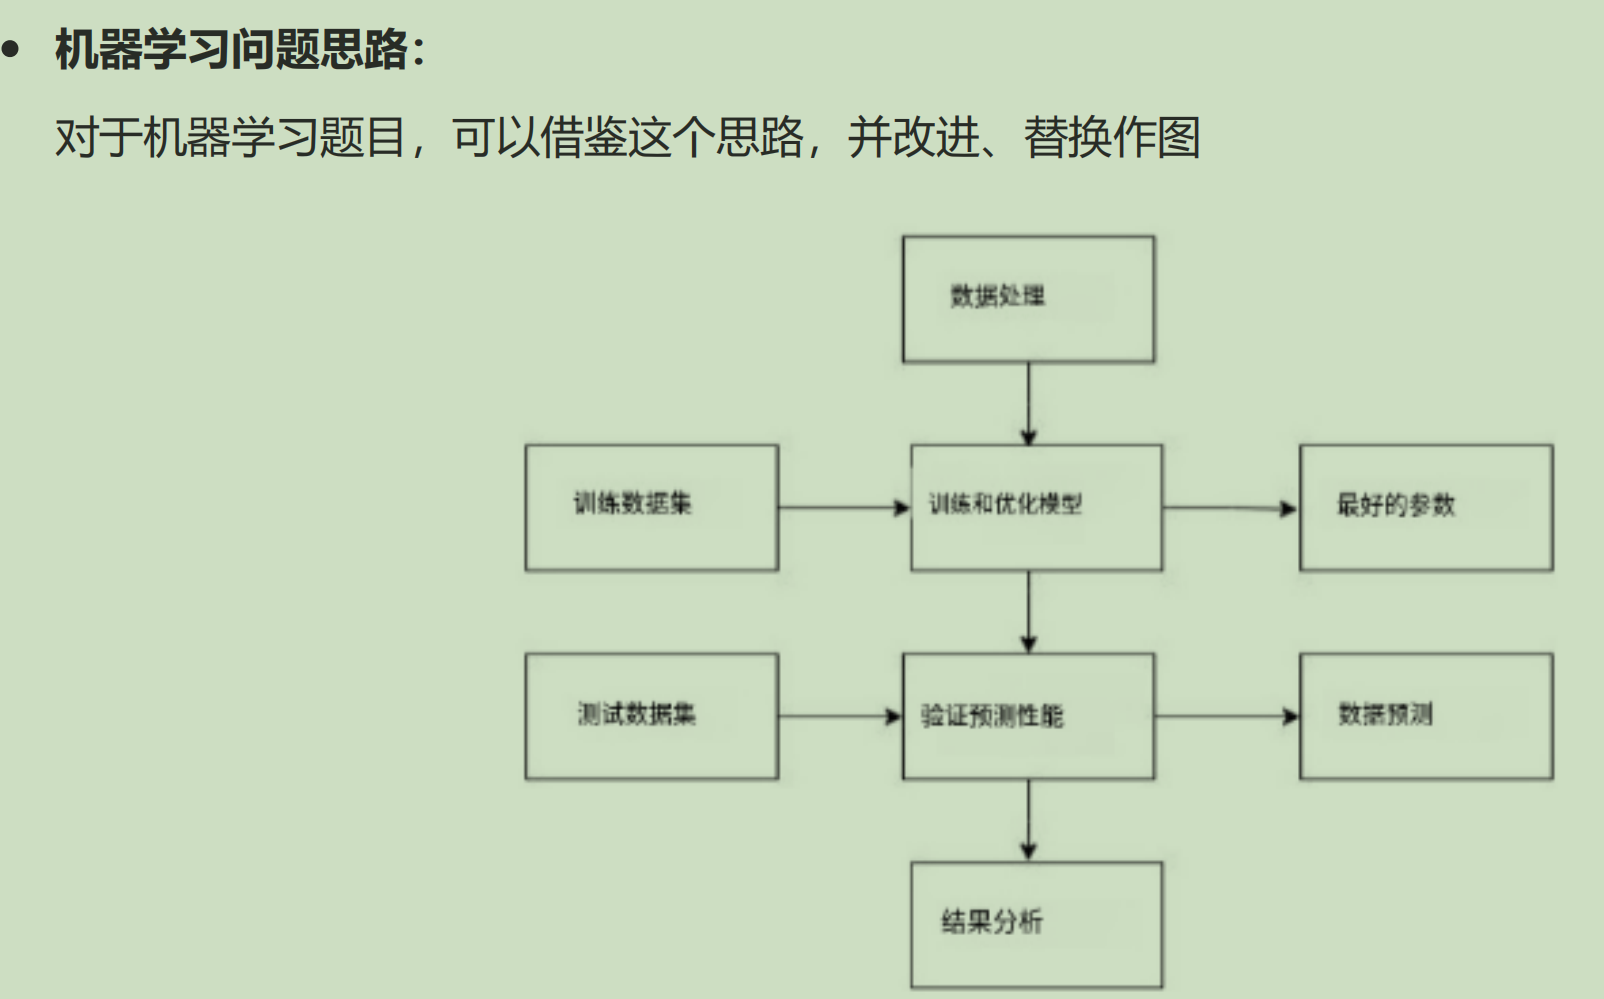 机器学习问题思路：
对于机器学习题目，可以借鉴这个思路，并改进、替换作图
数据处理
训练数据集
训练和优化模型
最好的参数
测试数据集
验证预测性能
数据预测
结果分析